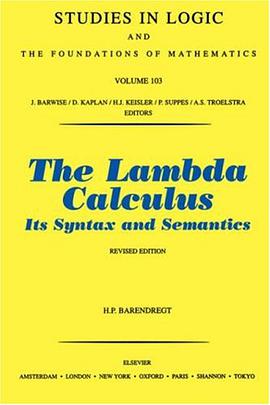 STUDIES IN LOGIC
AND
THE FOUNDATIONS OF MATHEMATICS
VOLUME 103
J. BARWISE / D. KAPLAN / H.J. KEISLER / P. SUPPES / A.S. TROELSTRA
EDITORS
The Lambda
Calculus
Its Syntax and Semantics
REVISED EDITION
H.P. BARENDREGT
ELSEVIER
AMSTERDAM • LONDON • NEW YORK • OXFORD • PARIS • SHANNON • TOKYO